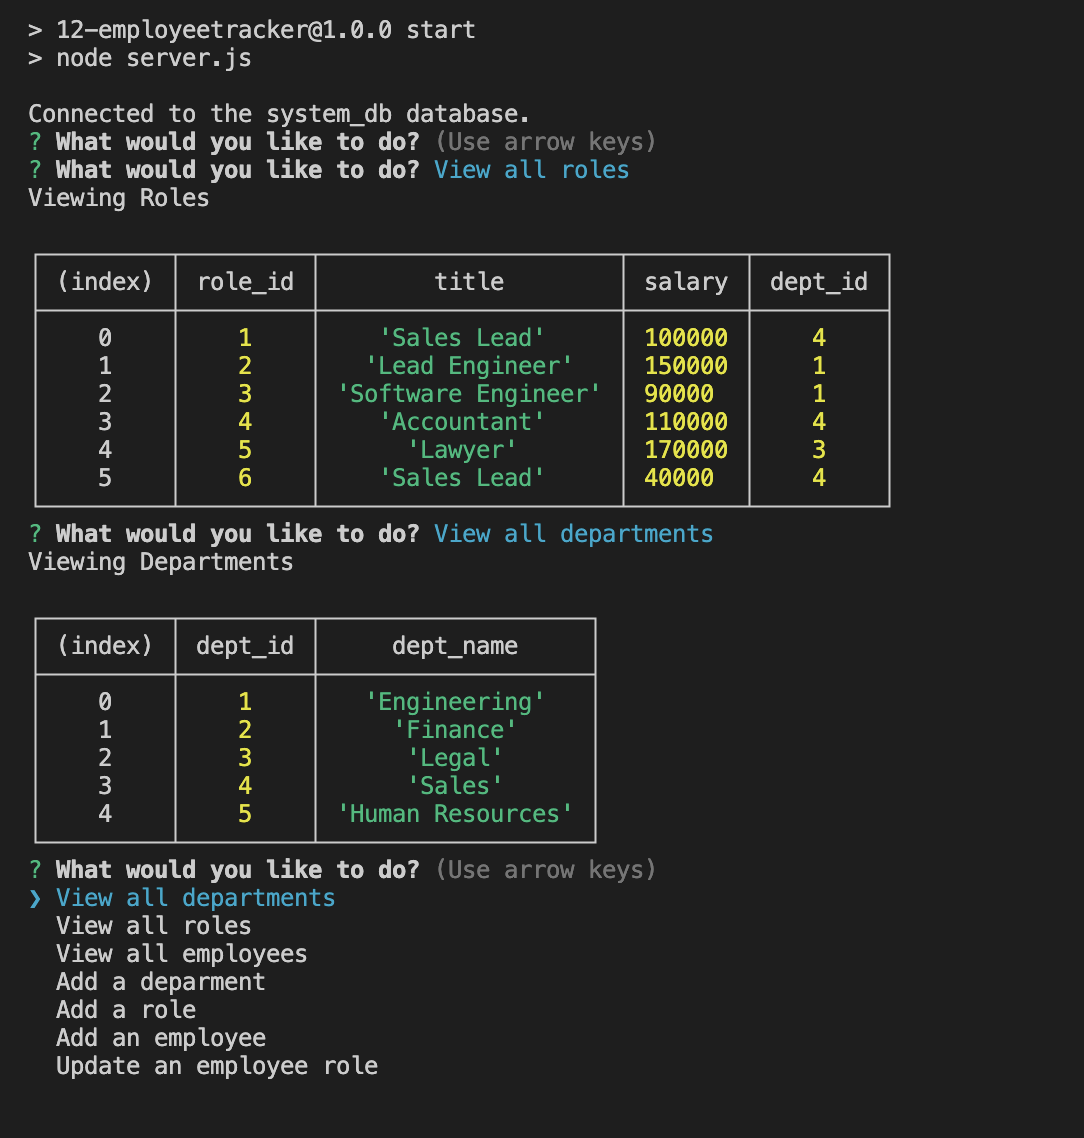 > 12-employeetracker@1.0.0 start
> node server.js
Connected to the system_db database.
? What would you like to do? (Use arrow keys)
? What would you like to do? View all roles
Viewing Roles
(index) role_id title salary dept_id
0 1 'Sales Lead' 100000 4
1 2 'Lead Engineer' 150000 1
2 3 'Software Engineer' 90000 1
3 4 'Accountant' 110000 4
4 5 'Lawyer' 170000 3
5 6 'Sales Lead' 40000 4
? What would you like to do? View all departments
Viewing Departments
(index) dept_id dept_name
0 1 'Engineering'
1 2 'Finance'
2 3 'Legal'
3 4 'Sales'
4 5 'Human Resources'
? What would you like to do? (Use arrow keys)
❯ View all departments
View all roles
View all employees
Add a deparment
Add a role
Add an employee
Update an employee role